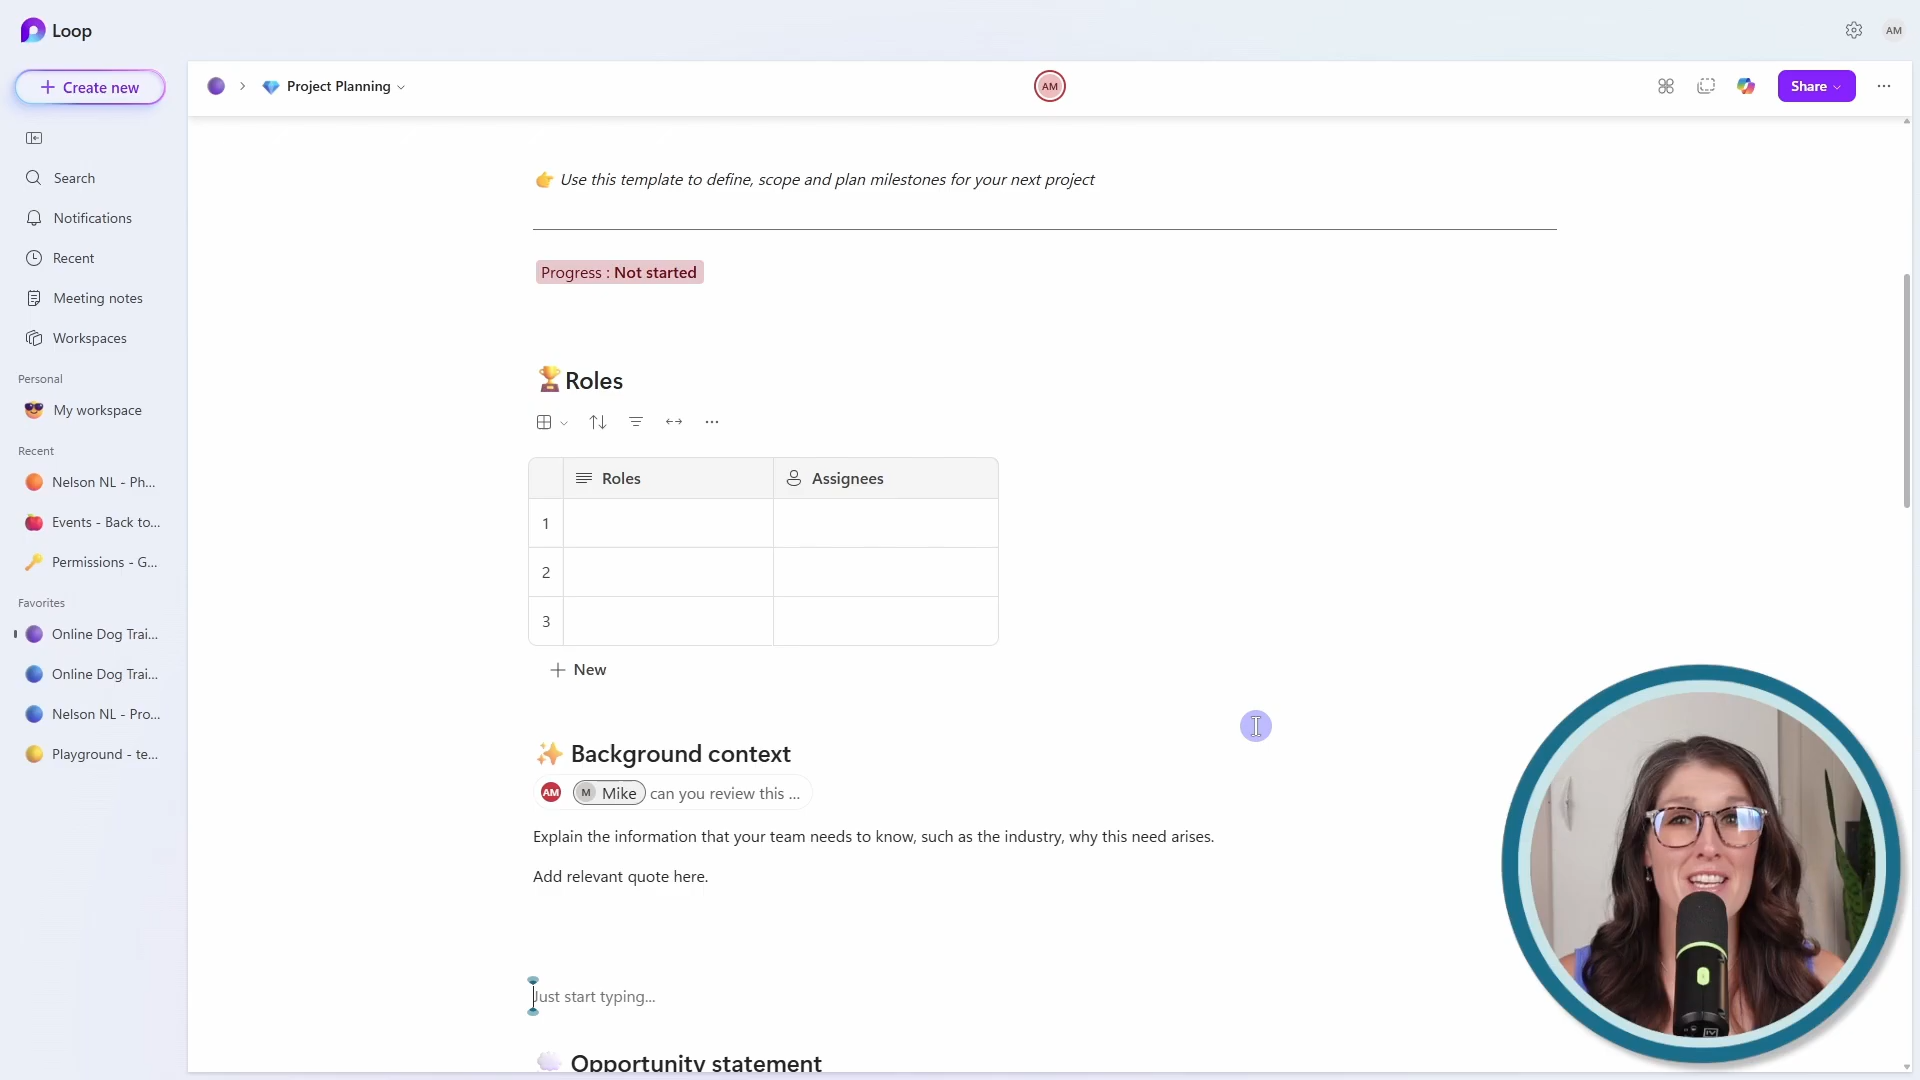 Loop
AM
Create new
Project Planning
AM
Share
Search
Notifications
Recent
Meeting notes
Workspaces
Personal
My workspace
Recent
Nelson NL - Ph...
Events - Back to...
Permissions - G...
Favorites
Online Dog Trai...
Online Dog Trai...
Nelson NL - Pro...
Playground - te...
Use this template to define, scope and plan milestones for your next project
Progress : Not started
Roles
Roles Assignees
1
2
3
New
Background context
AM M Mike can you review this ...
Explain the information that your team needs to know, such as the industry, why this need arises.
Add relevant quote here.
Just start typing...
Opportunity statement